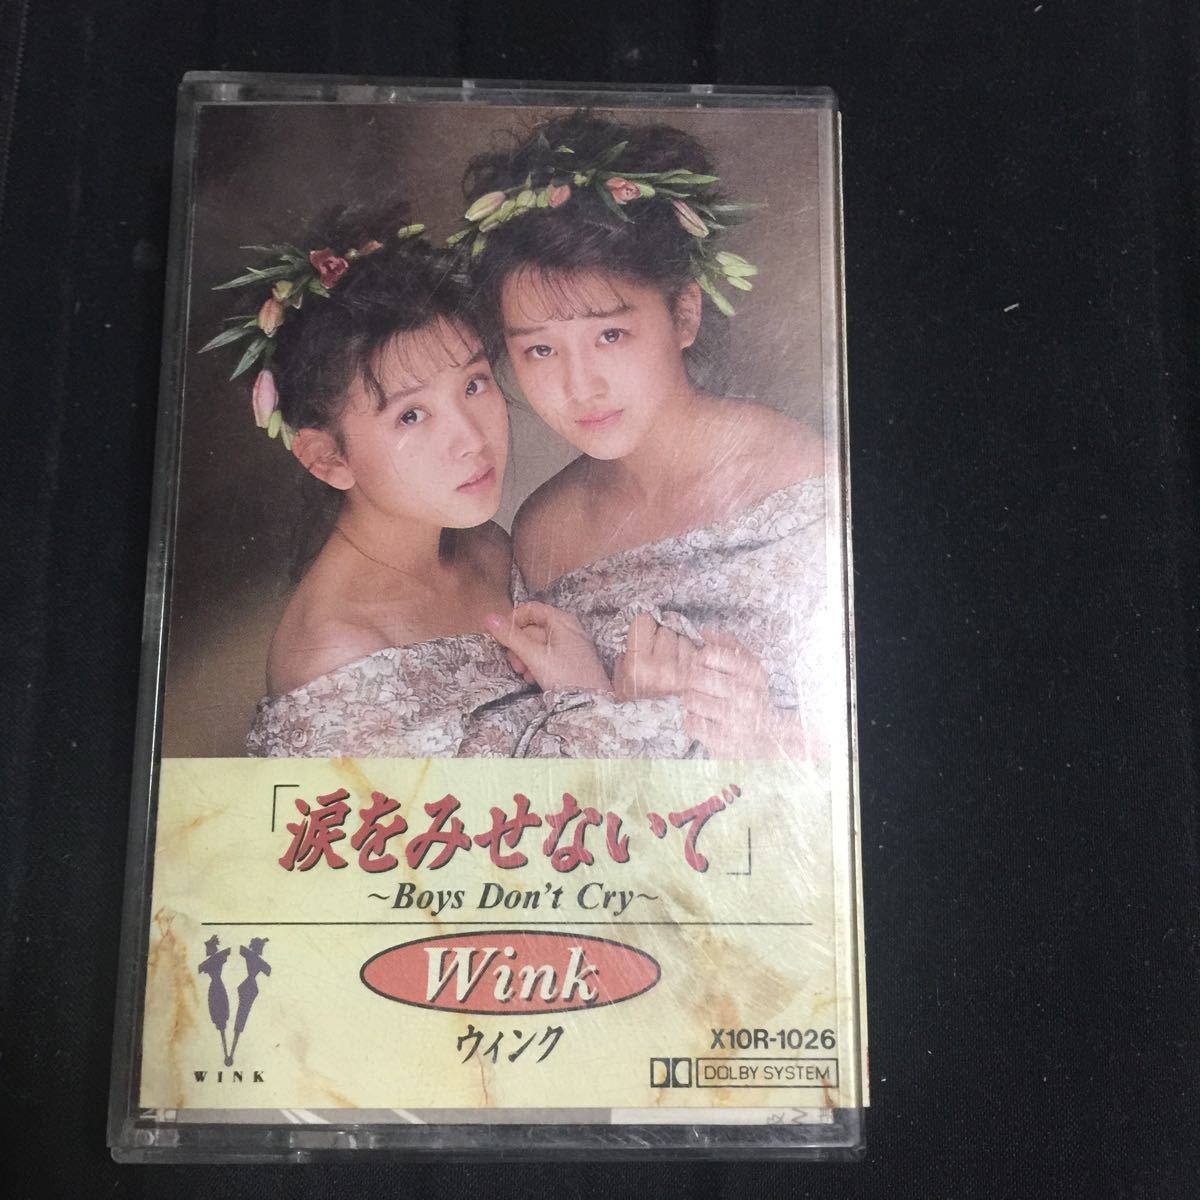 「涙をみせないで」
~Boys Don't Cry~
Wink
ウィンク
WINK
X10R-1026
DOLBY SYSTEM